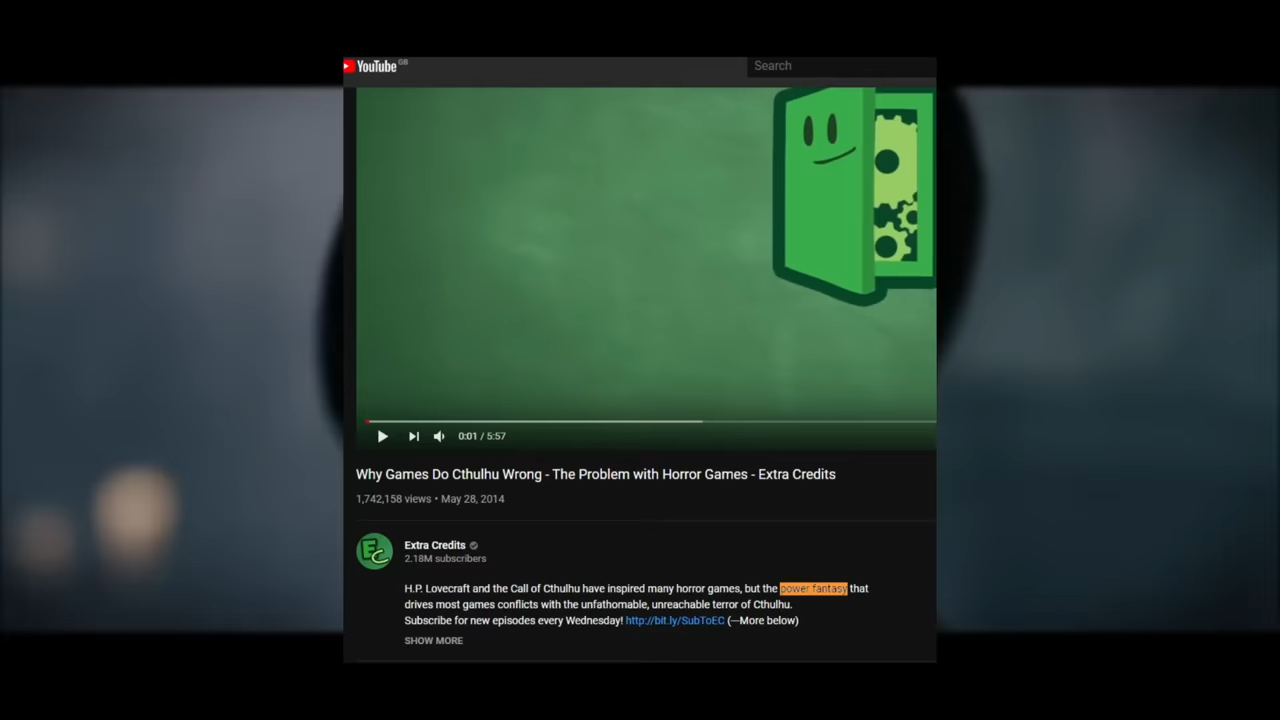 YouTube GB
Search
0:01 / 5:57
Why Games Do Cthulhu Wrong - The Problem with Horror Games - Extra Credits
1,742,158 views • May 28, 2014
EC
Extra Credits
2.18M subscribers
H.P. Lovecraft and the Call of Cthulhu have inspired many horror games, but the power fantasy that
drives most games conflicts with the unfathomable, unreachable terror of Cthulhu.
Subscribe for new episodes every Wednesday! http://bit.ly/SubToEC (---More below)
SHOW MORE